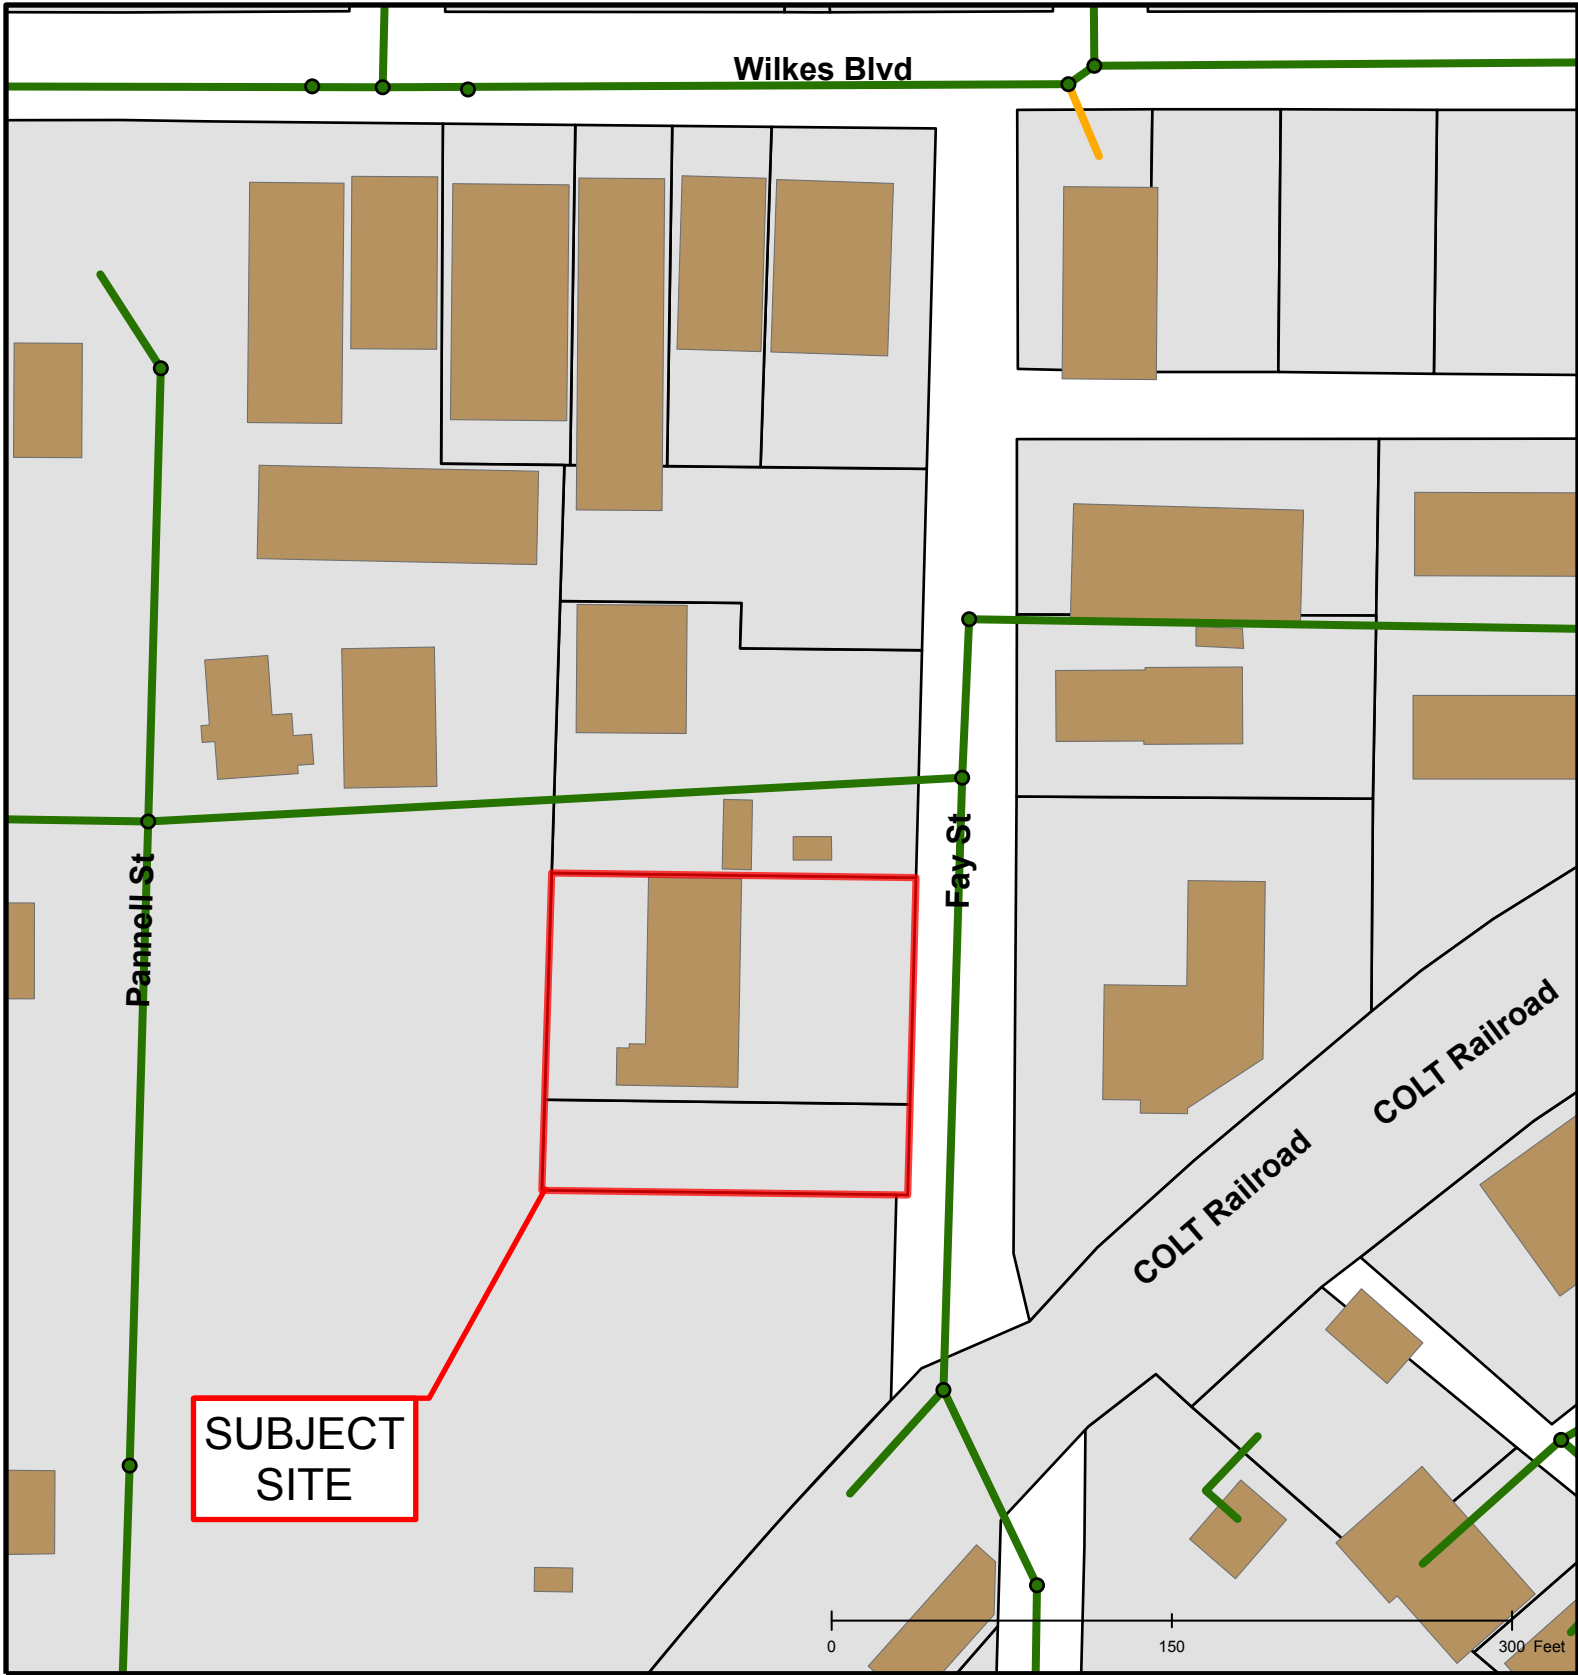 Wilkes Blvd
Pannell St
Fay St
COLT Railroad
COLT Railroad
SUBJECT
SITE
0 150 300 Feet